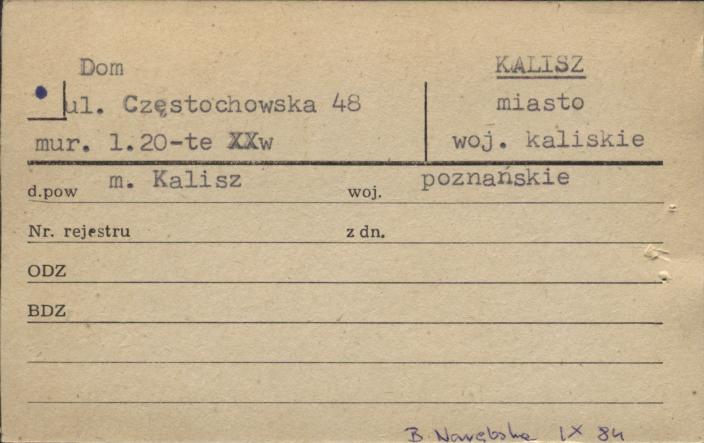 Dom
KALISZ
ul. Częstochowska 48
miasto
mur. l.20-te XXw
woj. kaliskie
d.pow m. Kalisz woj. poznańskie
Nr. rejestru z dn.
ODZ
BDZ
B. IX 84